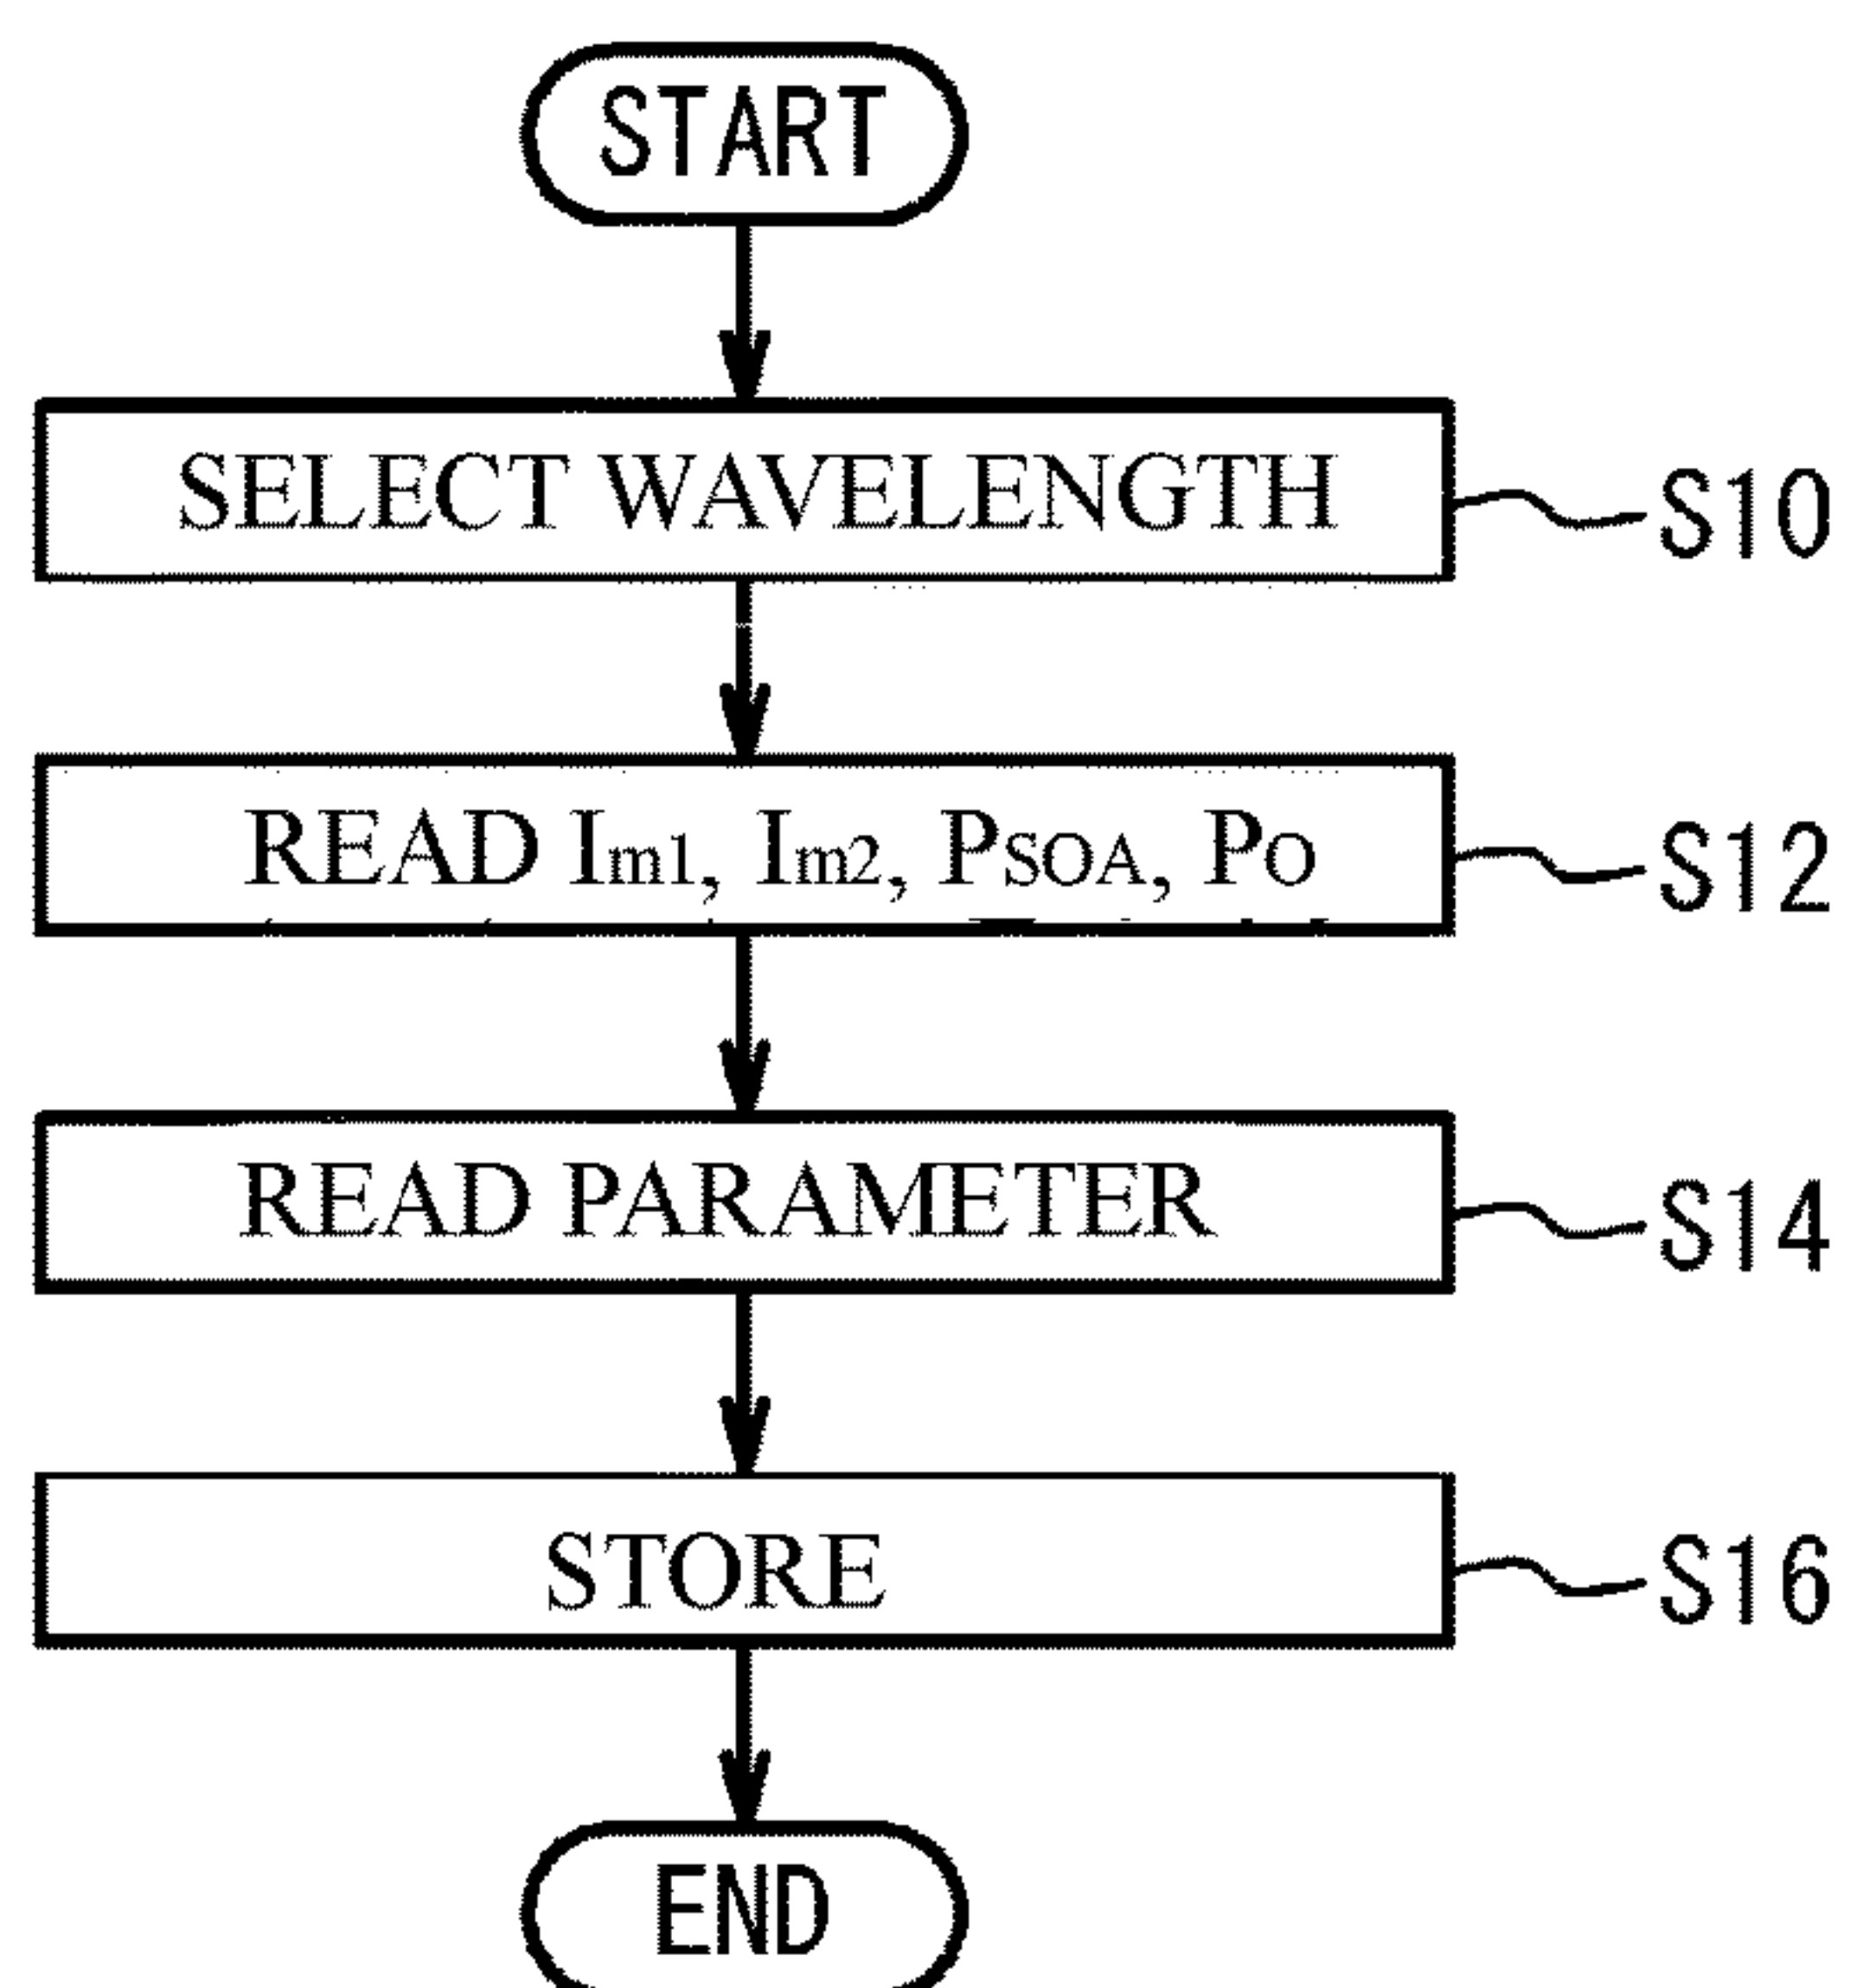 START
SELECT WAVELENGTH S10
READ Im1, Im2, PSOA, PO S12
READ PARAMETER S14
STORE S16
END